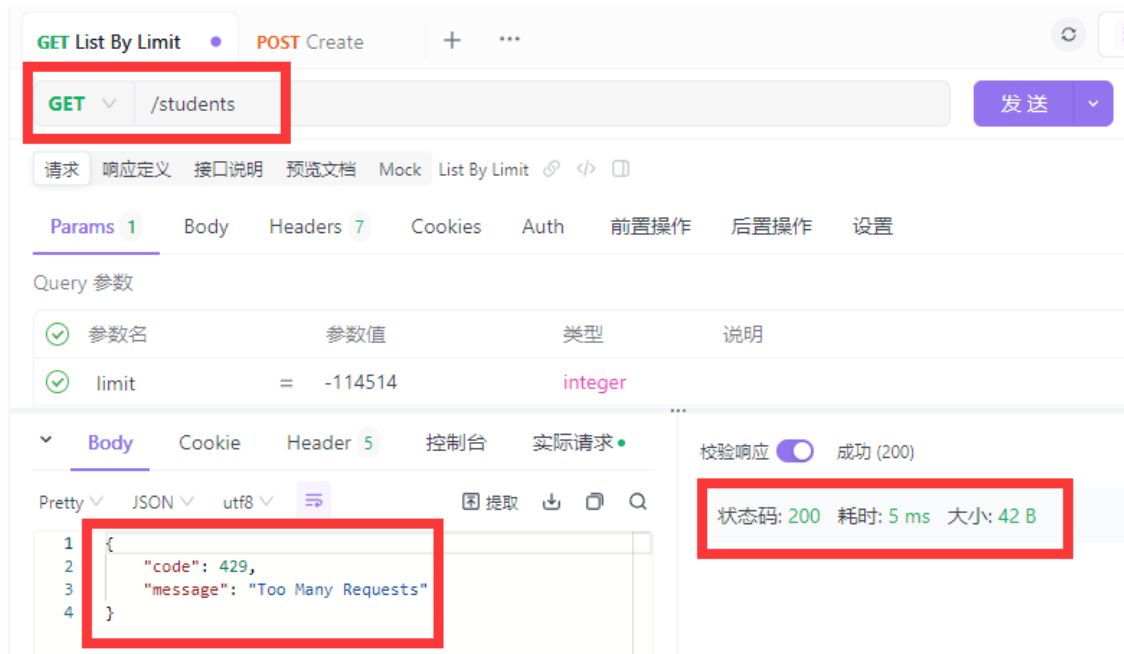 GET List By Limit POST Create + ···
GET /students 发送
请求 响应定义 接口说明 预览文档 Mock List By Limit
Params 1 Body Headers 7 Cookies Auth 前置操作 后置操作 设置
Query 参数
参数名 参数值 类型 说明
limit = -114514 integer
Body Cookie Header 5 控制台 实际请求
校验响应 成功 (200)
Pretty JSON utf8 提取
状态码: 200 耗时: 5 ms 大小: 42 B
1 {
2 "code": 429,
3 "message": "Too Many Requests"
4 }